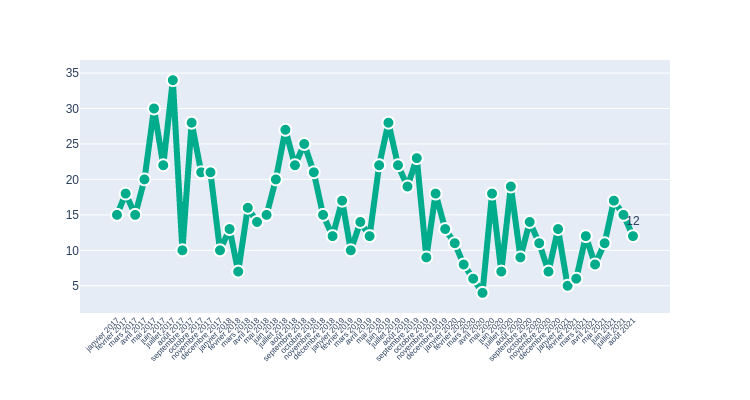 35
30
25
20
15
10
5
12
janvier 2017
février 2017
mars 2017
avril 2017
mai 2017
juin 2017
juillet 2017
août 2017
septembre 2017
octobre 2017
novembre 2017
décembre 2017
janvier 2018
février 2018
mars 2018
avril 2018
mai 2018
juin 2018
juillet 2018
août 2018
septembre 2018
octobre 2018
novembre 2018
décembre 2018
janvier 2019
février 2019
mars 2019
avril 2019
mai 2019
juin 2019
juillet 2019
août 2019
septembre 2019
octobre 2019
novembre 2019
décembre 2019
janvier 2020
février 2020
mars 2020
avril 2020
mai 2020
juin 2020
juillet 2020
août 2020
septembre 2020
octobre 2020
novembre 2020
décembre 2020
janvier 2021
février 2021
mars 2021
avril 2021
mai 2021
juin 2021
juillet 2021
août 2021